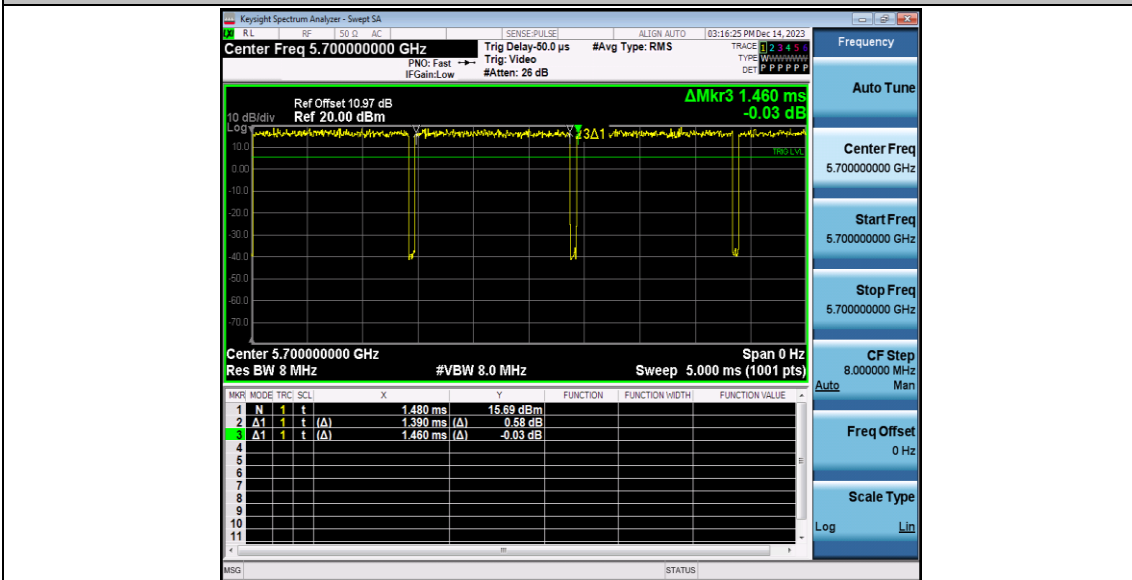 Keysight Spectrum Analyzer - Swept SA
RL RF 50 Ω AC SENSE:PULSE ALIGN AUTO 03:16:25 PM Dec 14, 2023
Center Freq 5.700000000 GHz Trig Delay-50.0 µs #Avg Type: RMS TRACE 1 2 3 4 5 6
PNO: Fast Trig: Video TYPE WWWWWW
IFGain:Low #Atten: 26 dB DET P P P P P P
Frequency
Auto Tune
Center Freq
5.700000000 GHz
Start Freq
5.700000000 GHz
Stop Freq
5.700000000 GHz
CF Step
8.000000 MHz
Auto Man
Freq Offset
0 Hz
Scale Type
Log Lin
ΔMkr3 1.460 ms
-0.03 dB
Ref Offset 10.97 dB
10 dB/div Ref 20.00 dBm
Log
23Δ1
TRIG LVL
10.0
0.00
-10.0
-20.0
-30.0
-40.0
-50.0
-60.0
-70.0
Center 5.700000000 GHz Span 0 Hz
Res BW 8 MHz #VBW 8.0 MHz Sweep 5.000 ms (1001 pts)
MKR MODE TRC SCL X Y FUNCTION FUNCTION WIDTH FUNCTION VALUE
1 N 1 t 1.480 ms 15.69 dBm
2 Δ1 1 t (Δ) 1.390 ms (Δ) 0.58 dB
3 Δ1 1 t (Δ) 1.460 ms (Δ) -0.03 dB
4
5
6
7
8
9
10
11
MSG STATUS